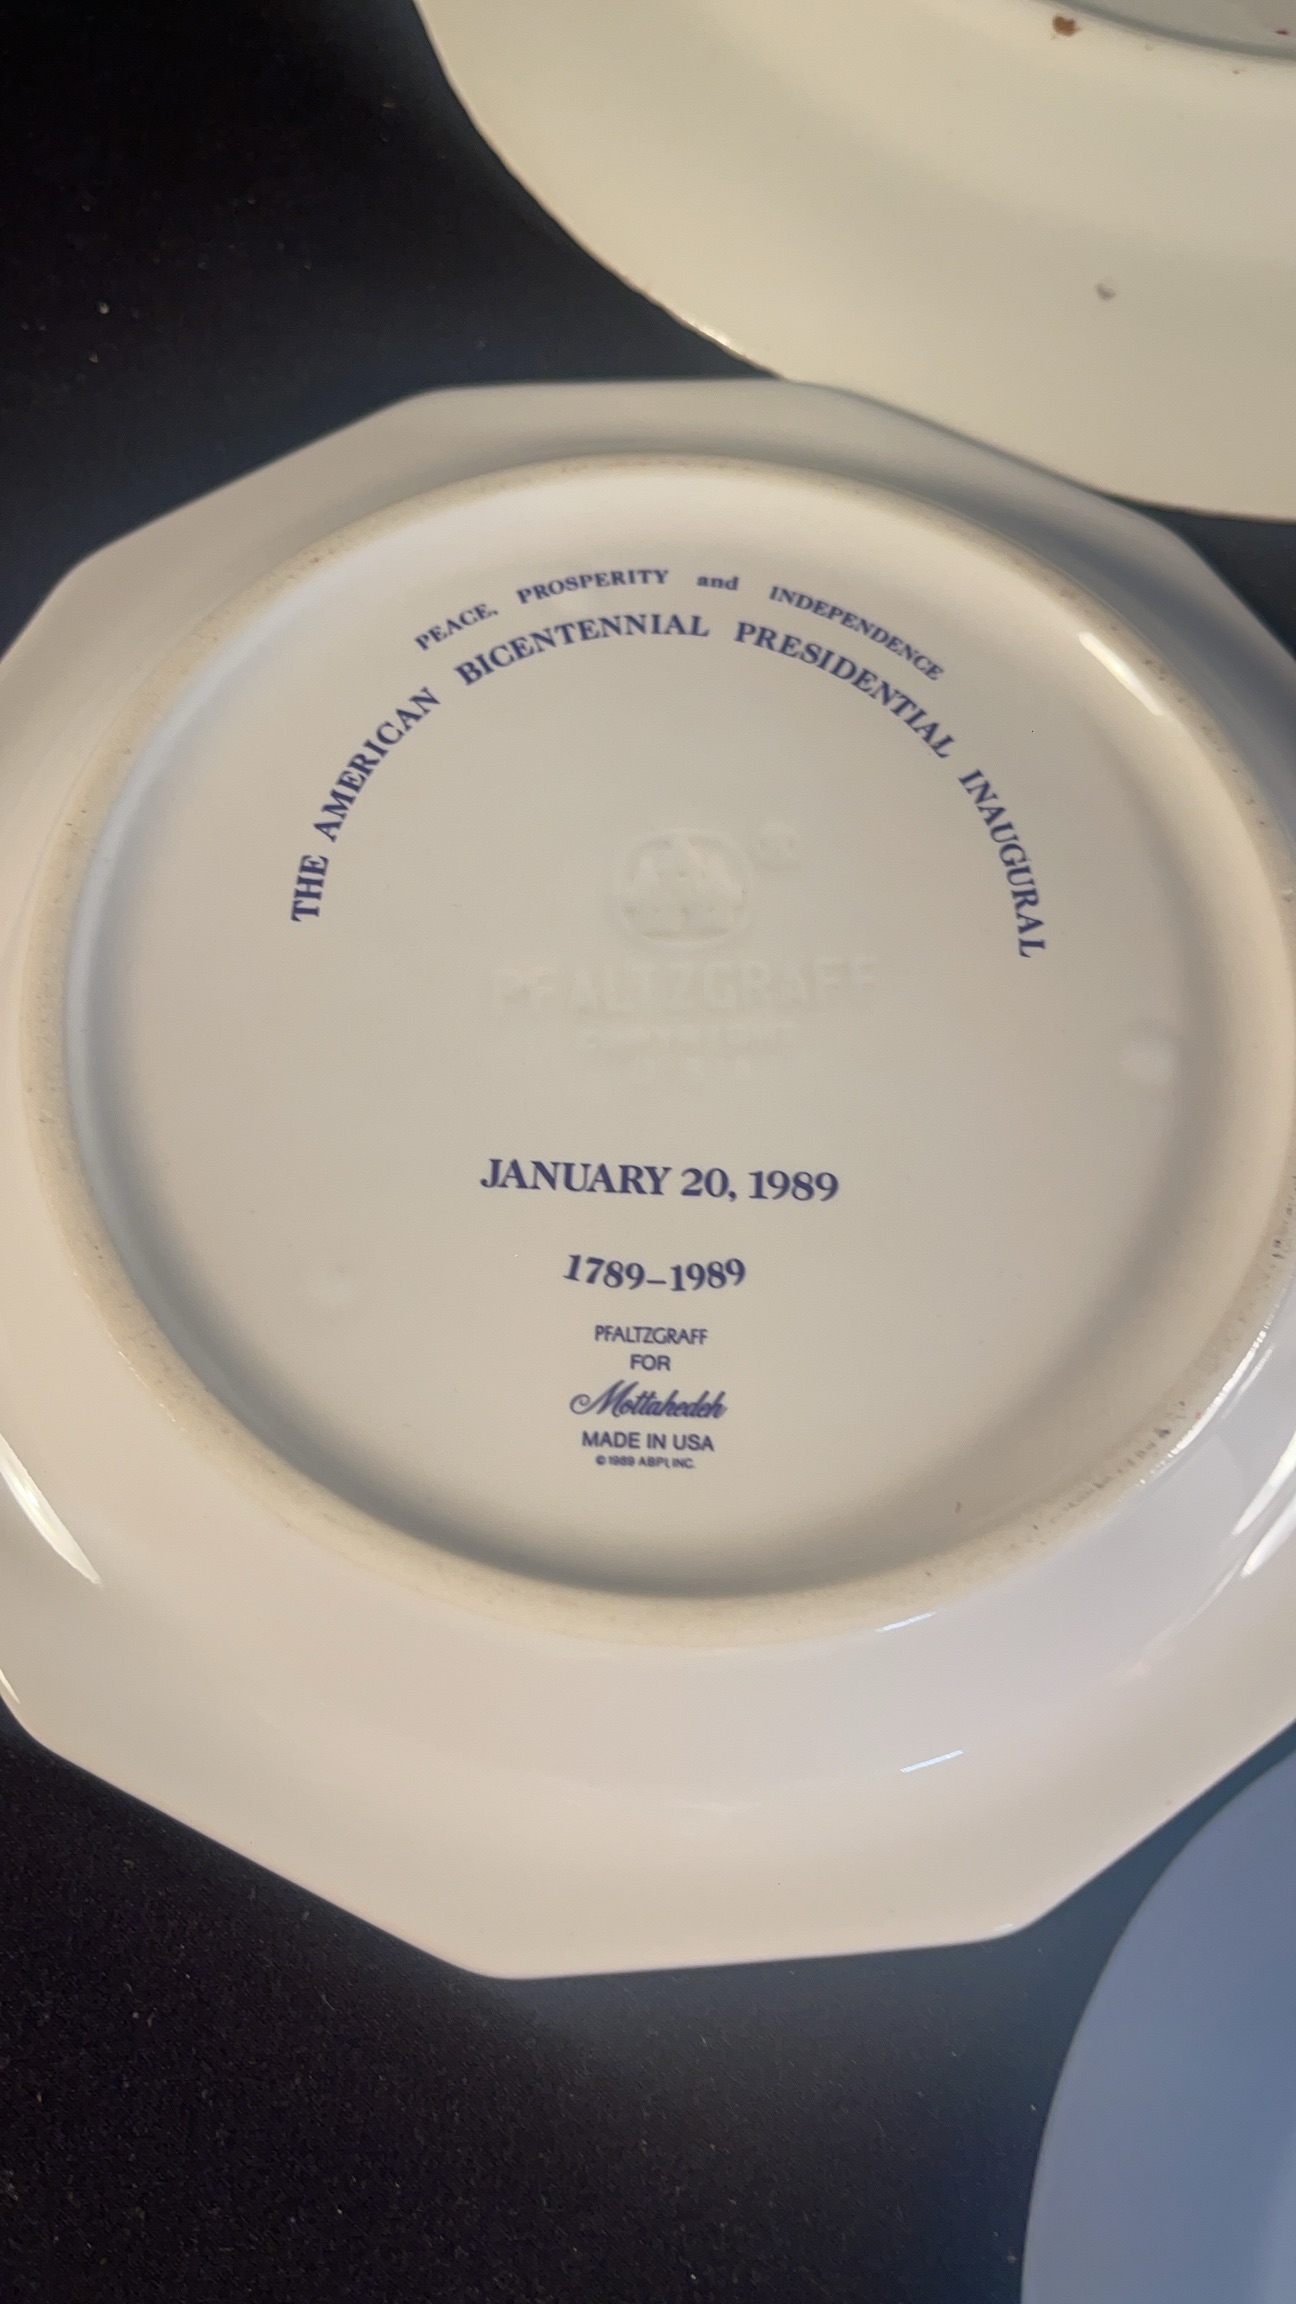 PEACE, PROSPERITY and INDEPENDENCE
THE AMERICAN BICENTENNIAL PRESIDENTIAL INAUGURAL
PFALTZGRAFF
COPYRIGHT
JANUARY 20, 1989
1789–1989
PFALTZGRAFF
FOR
Mottahedeh
MADE IN USA
© 1989 ABPI, INC.